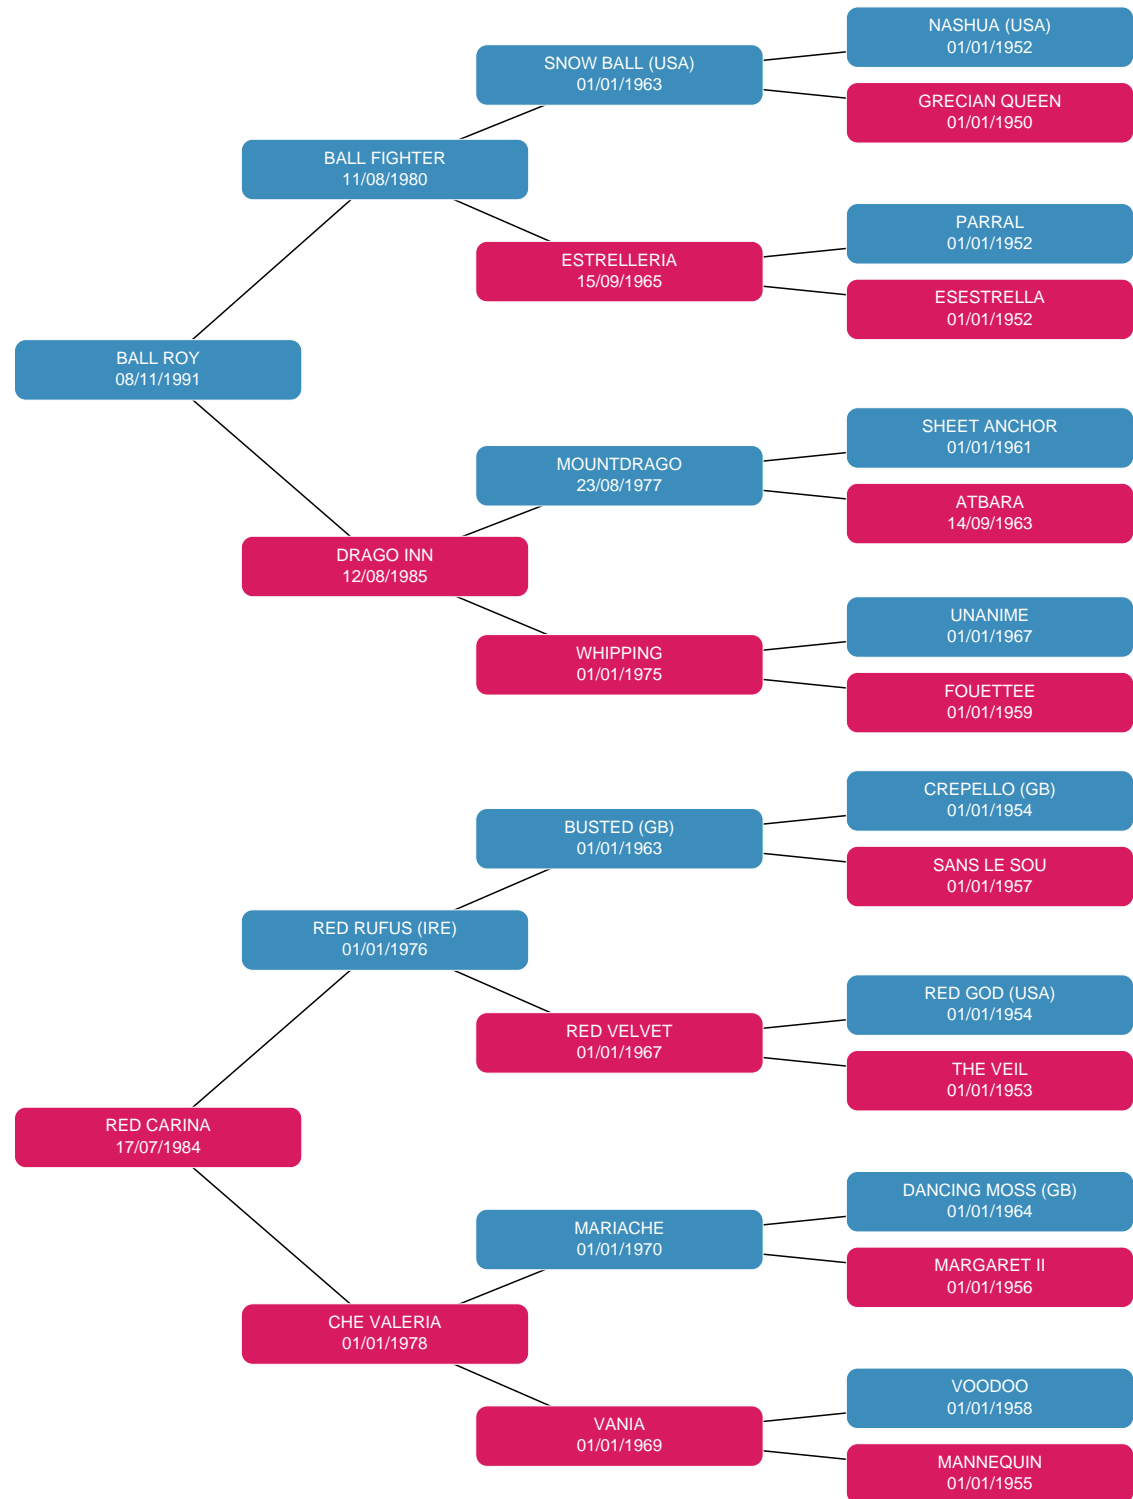 NASHUA (USA)
01/01/1952
SNOW BALL (USA)
01/01/1963
GRECIAN QUEEN
01/01/1950
BALL FIGHTER
11/08/1980
PARRAL
01/01/1952
ESTRELLERIA
15/09/1965
ESESTRELLA
01/01/1952
BALL ROY
08/11/1991
SHEET ANCHOR
01/01/1961
MOUNTDRAGO
23/08/1977
ATBARA
14/09/1963
DRAGO INN
12/08/1985
UNANIME
01/01/1967
WHIPPING
01/01/1975
FOUETTEE
01/01/1959
CREPELLO (GB)
01/01/1954
BUSTED (GB)
01/01/1963
SANS LE SOU
01/01/1957
RED RUFUS (IRE)
01/01/1976
RED GOD (USA)
01/01/1954
RED VELVET
01/01/1967
THE VEIL
01/01/1953
RED CARINA
17/07/1984
DANCING MOSS (GB)
01/01/1964
MARIACHE
01/01/1970
MARGARET II
01/01/1956
CHE VALERIA
01/01/1978
VOODOO
01/01/1958
VANIA
01/01/1969
MANNEQUIN
01/01/1955